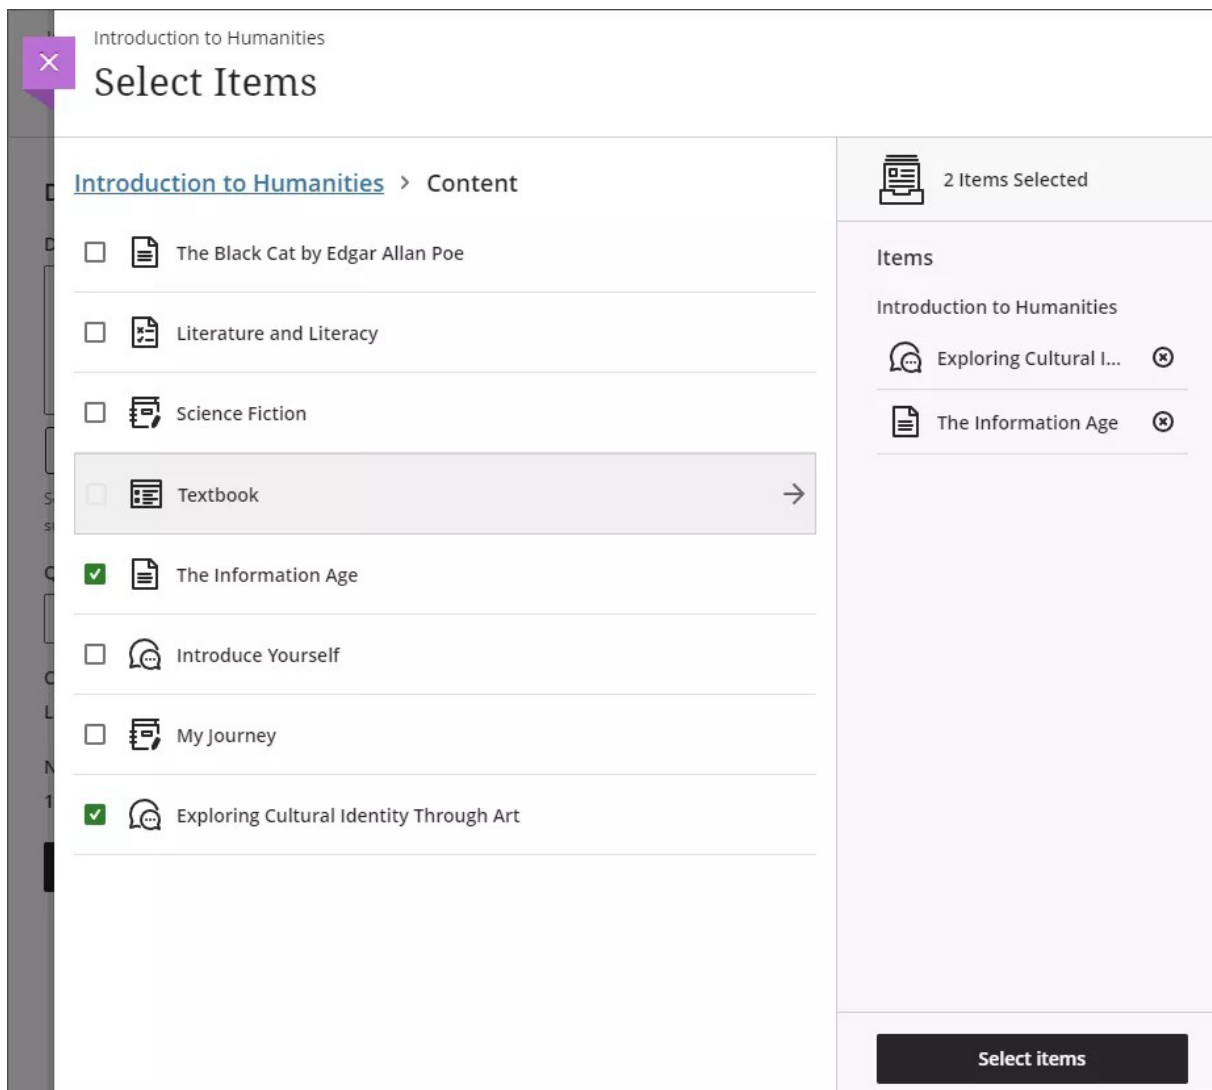 Introduction to Humanities
Select Items
Introduction to Humanities > Content
The Black Cat by Edgar Allan Poe
Literature and Literacy
Science Fiction
Textbook
The Information Age
Introduce Yourself
My Journey
Exploring Cultural Identity Through Art
2 Items Selected
Items
Introduction to Humanities
Exploring Cultural I...
The Information Age
Select items